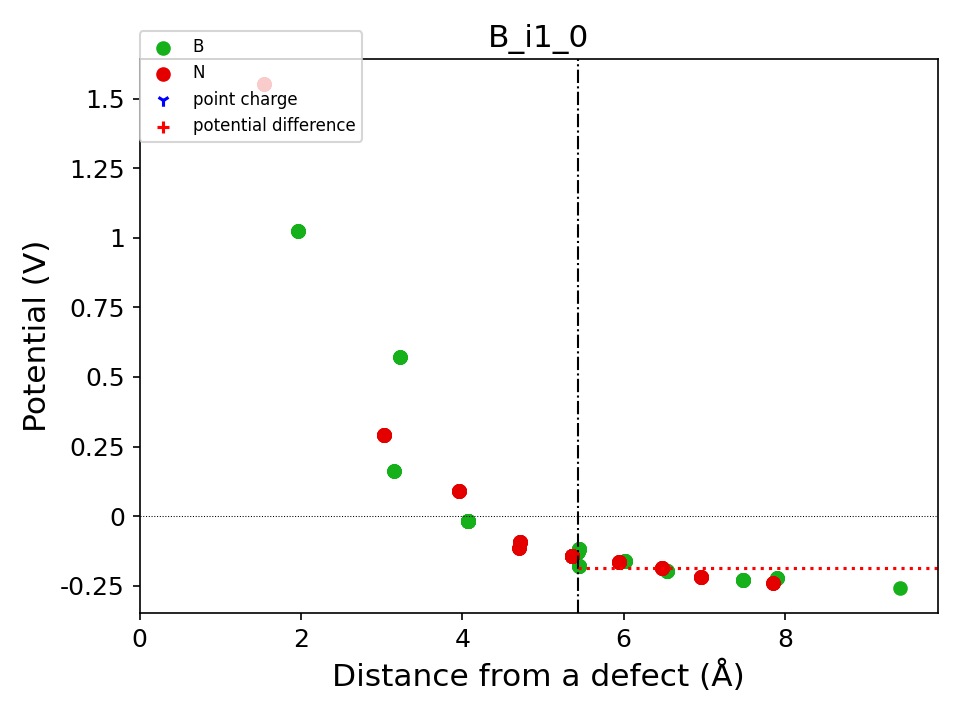 B_i1_0
B
N
point charge
potential difference
1.5
1.25
1
0.75
0.5
0.25
0
-0.25
Potential (V)
0 2 4 6 8
Distance from a defect (Å)